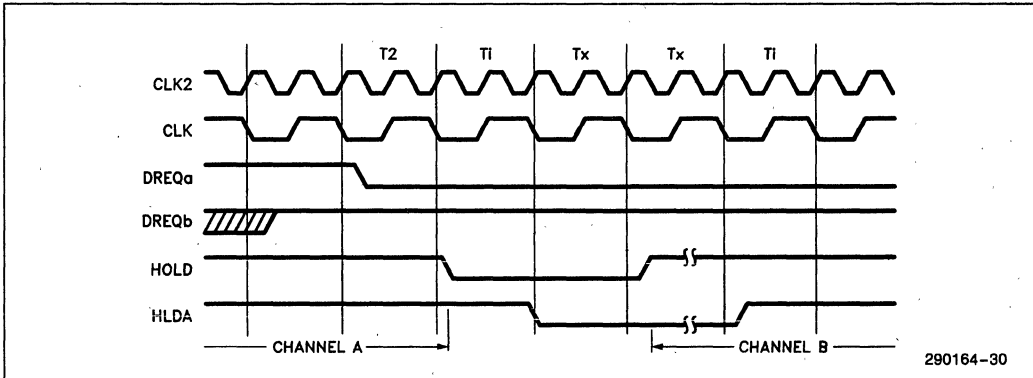 T2 Ti Tx Tx Ti
CLK2
CLK
DREQa
DREQb
HOLD
HLDA
CHANNEL A CHANNEL B
290164-30